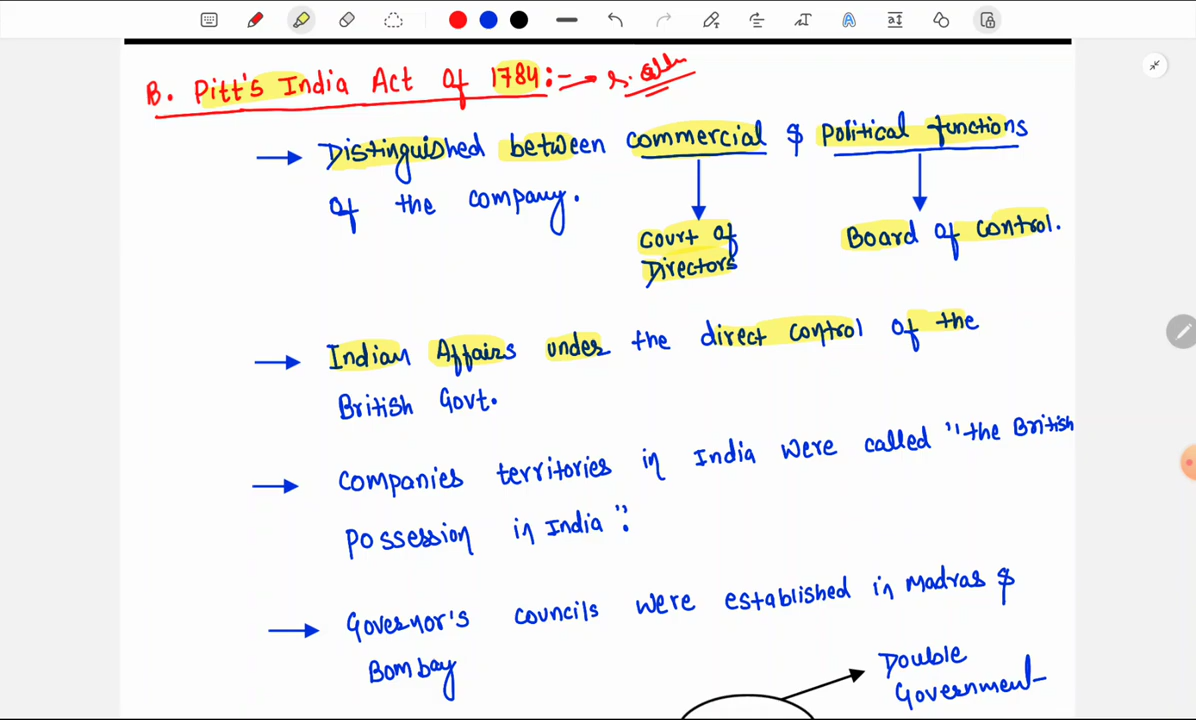 B. Pitt's India Act of 1784 :-
→ Distinguished between commercial & Political functions
of the company.
Court of Directors
Board of control.
→ Indian Affairs under the direct control of the
British Govt.
→ Companies territories in India were called "the British
Possession in India".
→ Governor's councils were established in Madras &
Bombay
Double
Government